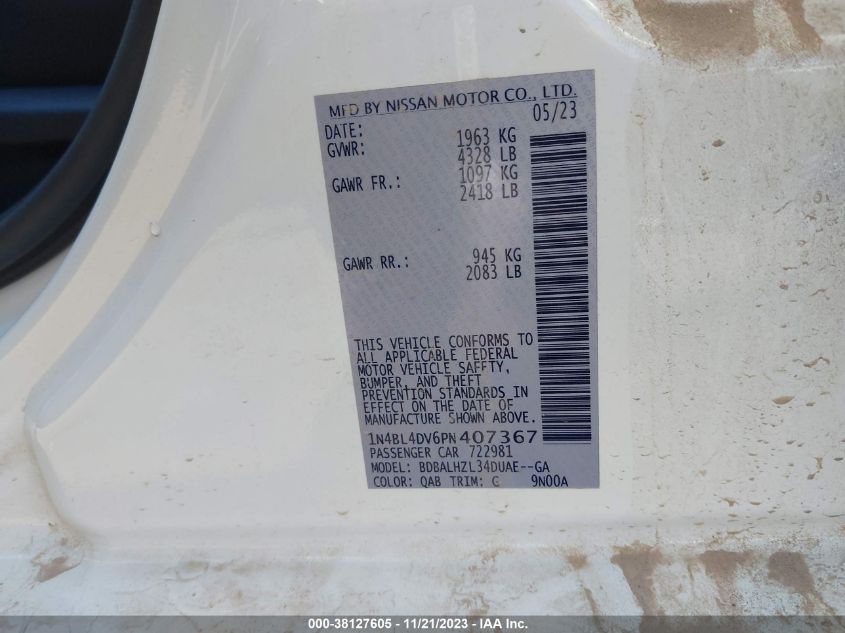 MFD BY NISSAN MOTOR CO., LTD.
DATE: 05/23
GVWR: 1963 KG
4328 LB
GAWR FR.: 1097 KG
2418 LB
GAWR RR.: 945 KG
2083 LB
THIS VEHICLE CONFORMS TO
ALL APPLICABLE FEDERAL
MOTOR VEHICLE SAFETY,
BUMPER, AND THEFT
PREVENTION STANDARDS IN
EFFECT ON THE DATE OF
MANUFACTURE SHOWN ABOVE.
1N4BL4DV6PN407367
PASSENGER CAR 722981
MODEL: BDBALHZL34DUAE--GA
COLOR: QAB TRIM: G 9N00A
000-38127605 - 11/21/2023 - IAAI Inc.